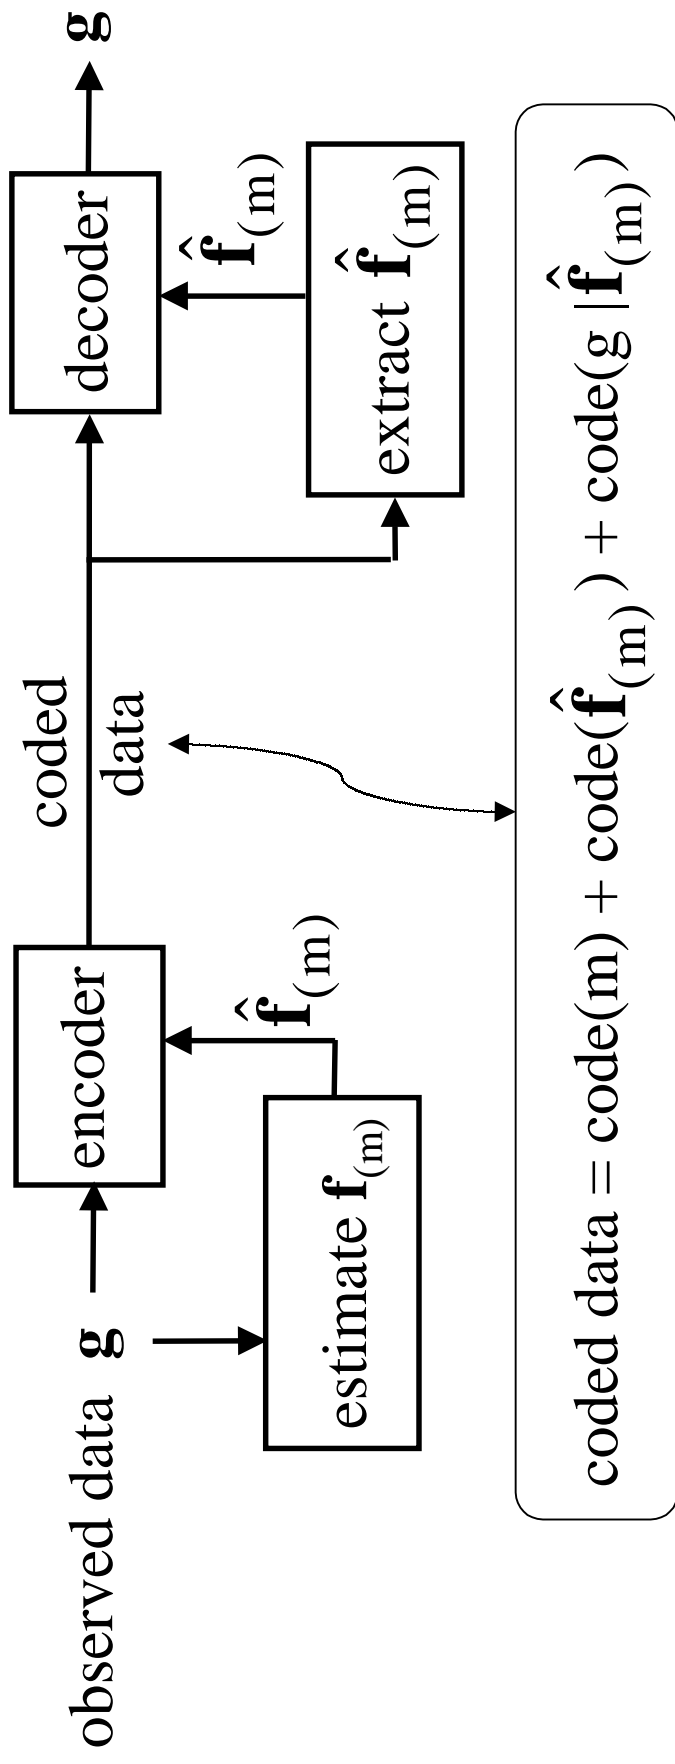 observed data g
encoder
coded
data
decoder
g
estimate f(m)
f̂(m)
extract f̂(m)
f̂(m)
coded data = code(m) + code(f̂(m)) + code(g |f̂(m))